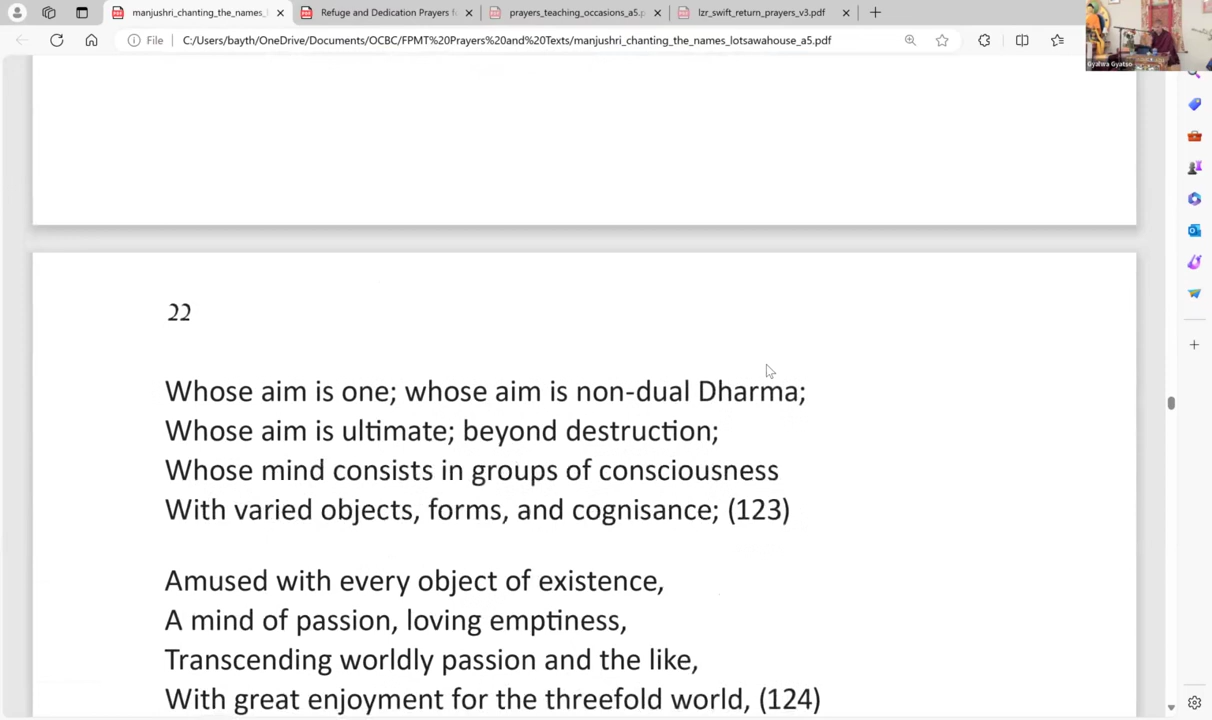 manjushri_chanting_the_names_
Refuge and Dedication Prayers f
prayers_teaching_occasions_a5.p
lzr_swift_return_prayers_v3.pdf
File
C:/Users/bayth/OneDrive/Documents/OCBC/FPMT%20Prayers%20and%20Texts/manjushri_chanting_the_names_lotsawahouse_a5.pdf
Gyalwa Gyatso
22
Whose aim is one; whose aim is non-dual Dharma;
Whose aim is ultimate; beyond destruction;
Whose mind consists in groups of consciousness
With varied objects, forms, and cognisance; (123)
Amused with every object of existence,
A mind of passion, loving emptiness,
Transcending worldly passion and the like,
With great enjoyment for the threefold world, (124)